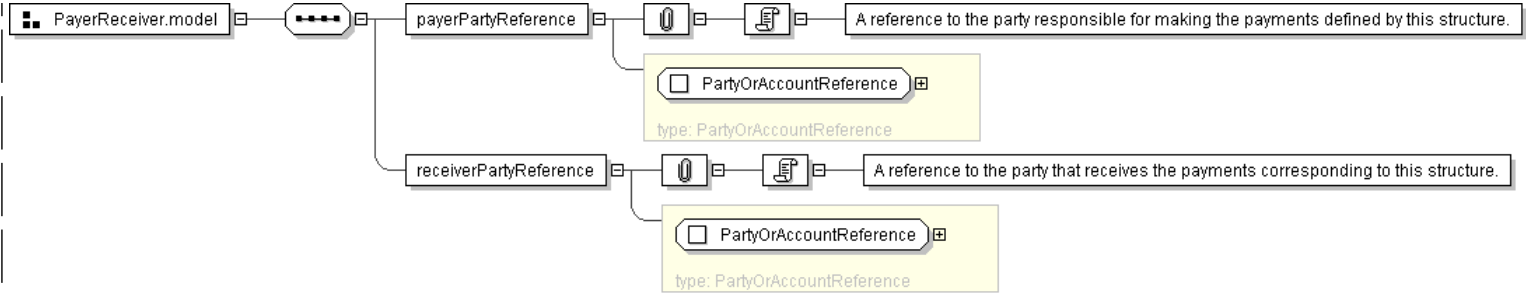 PayerReceiver.model
payerPartyReference
A reference to the party responsible for making the payments defined by this structure.
PartyOrAccountReference
type: PartyOrAccountReference
receiverPartyReference
A reference to the party that receives the payments corresponding to this structure.
PartyOrAccountReference
type: PartyOrAccountReference